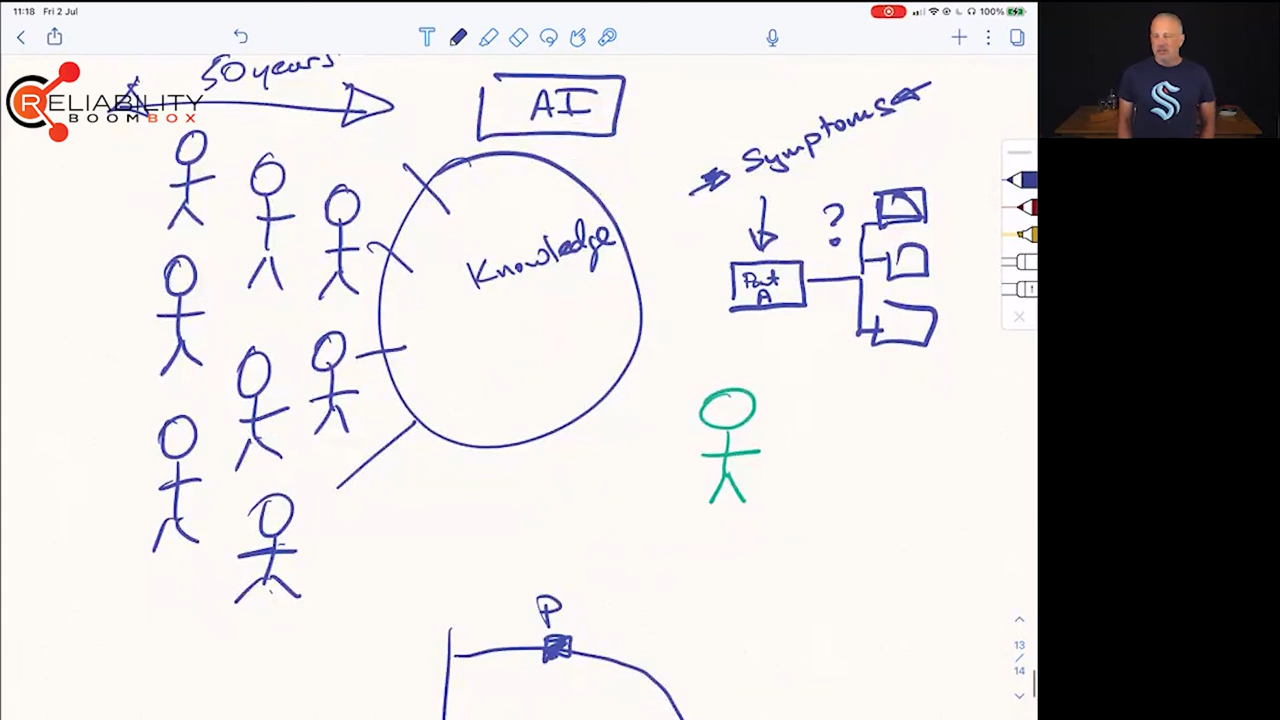 11:18 Fri 2 Jul
100%
T
50 years
RELIABILITY
BOOMBOX
AI
Symptoms
Knowledge
?
Part
A
P
13
/
14
S